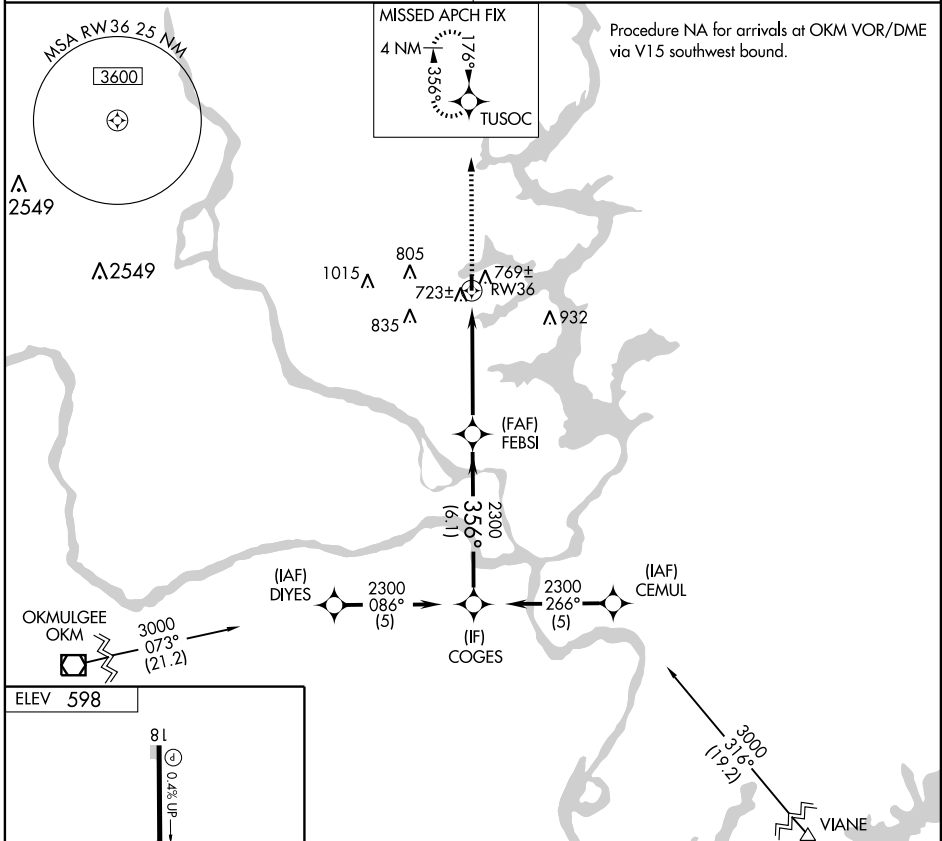 MSA RW36 25 NM
3600
MISSED APCH FIX
4 NM
176°
356°
TUSOC
Procedure NA for arrivals at OKM VOR/DME
via V15 southwest bound.
2549
2549
1015
805
769±
723±
RW36
835
932
(FAF)
FEBSI
2300
356°
(6.1)
(IAF)
DIYES
2300
086°
(5)
2300
266°
(5)
(IAF)
CEMUL
(IF)
COGES
OKMULGEE
OKM
3000
073°
(21.2)
ELEV 598
18
P
0.4% UP
3000
316°
(19.2)
VIANE